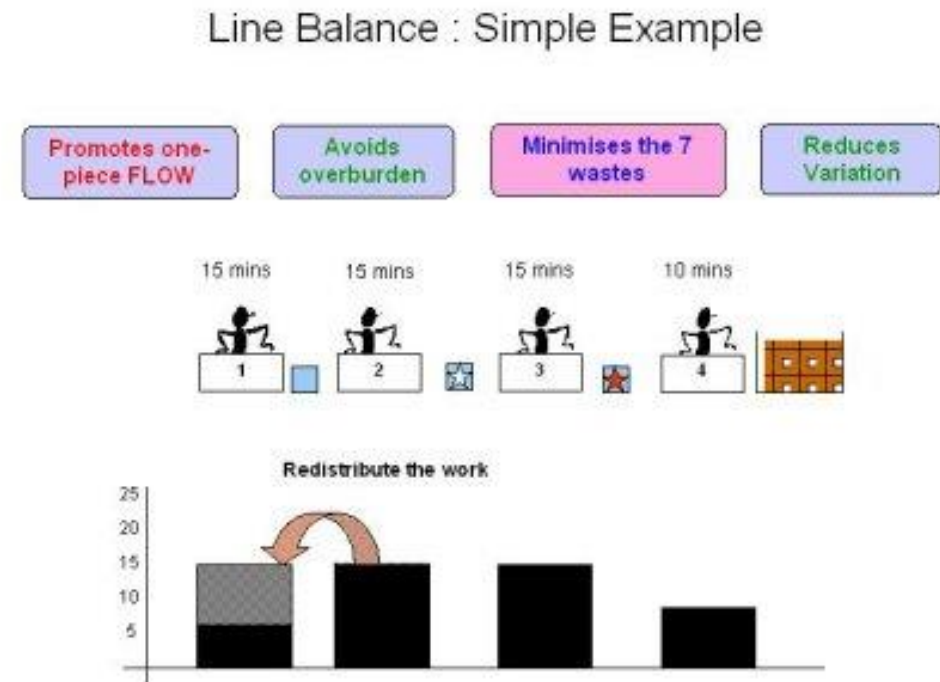 Line Balance : Simple Example
Promotes one-
piece FLOW
Avoids
overburden
Minimises the 7
wastes
Reduces
Variation
15 mins
15 mins
15 mins
10 mins
1
2
3
4
Redistribute the work
25
20
15
10
5